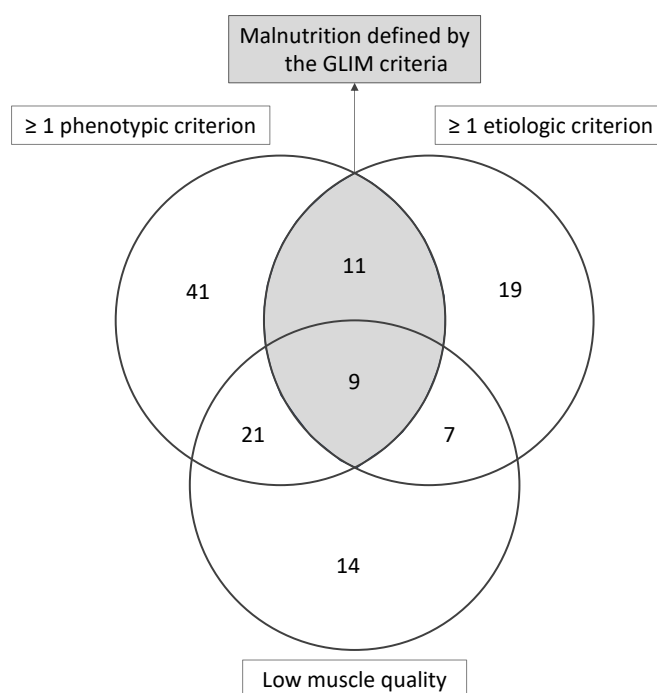 Malnutrition defined by
the GLIM criteria
≥ 1 phenotypic criterion
≥ 1 etiologic criterion
11
41
19
9
21
7
14
Low muscle quality